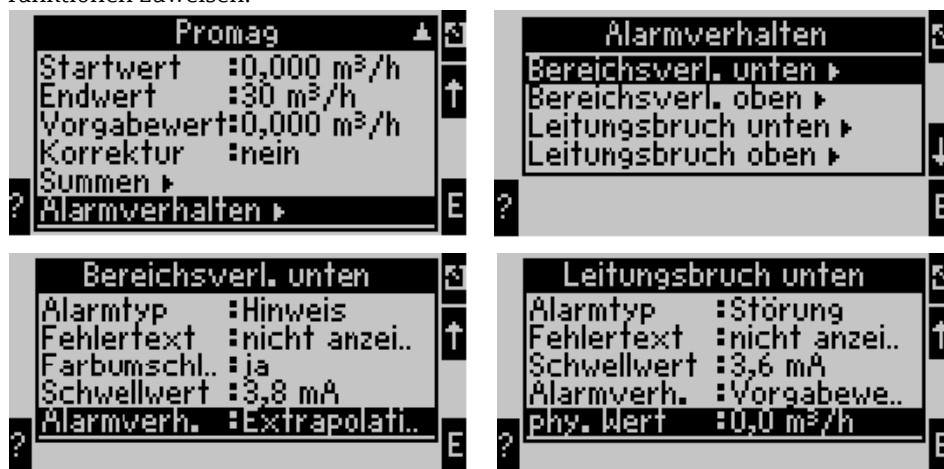 funktionen zuweisen.
Promag
Startwert :0,000 m³/h
Endwert :30 m³/h
Vorgabewert:0,000 m³/h
Korrektur :nein
Summen
Alarmverhalten
? E
Alarmverhalten
Bereichsverl. unten
Bereichsverl. oben
Leitungsbruch unten
Leitungsbruch oben
? E
Bereichsverl. unten
Alarmtyp :Hinweis
Fehlertext :nicht anzei..
Farbumschl.. :ja
Schwellwert :3,8 mA
Alarmverh. :Extrapolati..
? E
Leitungsbruch unten
Alarmtyp :Störung
Fehlertext :nicht anzei..
Schwellwert :3,6 mA
Alarmverh. :Vorgabewe..
phy. Wert :0,0 m³/h
? E